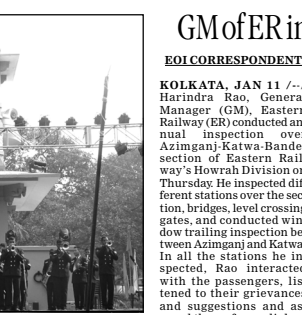 GM of ER in
EOI CORRESPONDENT
KOLKATA, JAN 11 /--/
Harindra Rao, General
Manager (GM), Eastern
Railway (ER) conducted an
nual inspection over
Azimganj-Katwa-Bandel
section of Eastern Rail
way's Howrah Division on
Thursday. He inspected dif
ferent stations over the sec
tion, bridges, level crossing
gates, and conducted win
dow trailing inspection be
tween Azimganj and Katwa.
In all the stations he in
spected, Rao interacted
with the passengers, lis
tened to their grievances
and suggestions and as